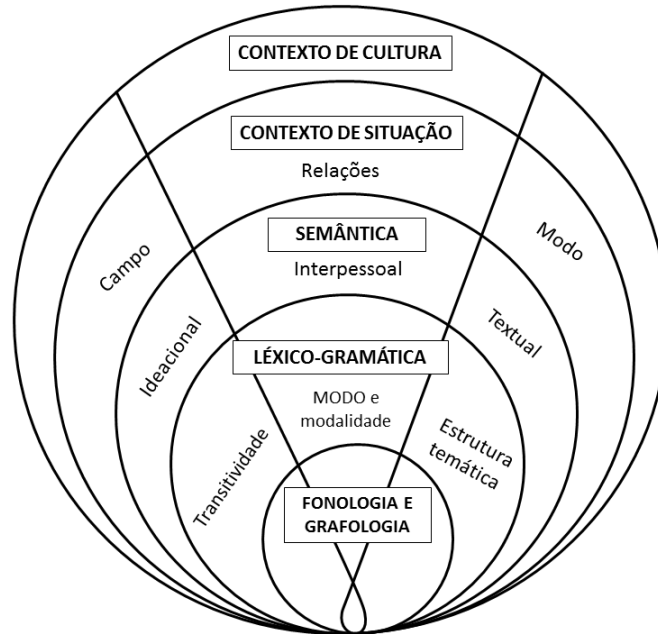 CONTEXTO DE CULTURA
CONTEXTO DE SITUAÇÃO
Relações
Campo
Modo
SEMÂNTICA
Interpessoal
Ideacional
Textual
LÉXICO-GRAMÁTICA
MODO e
modalidade
Transitividade
Estrutura
temática
FONOLOGIA E
GRAFOLOGIA